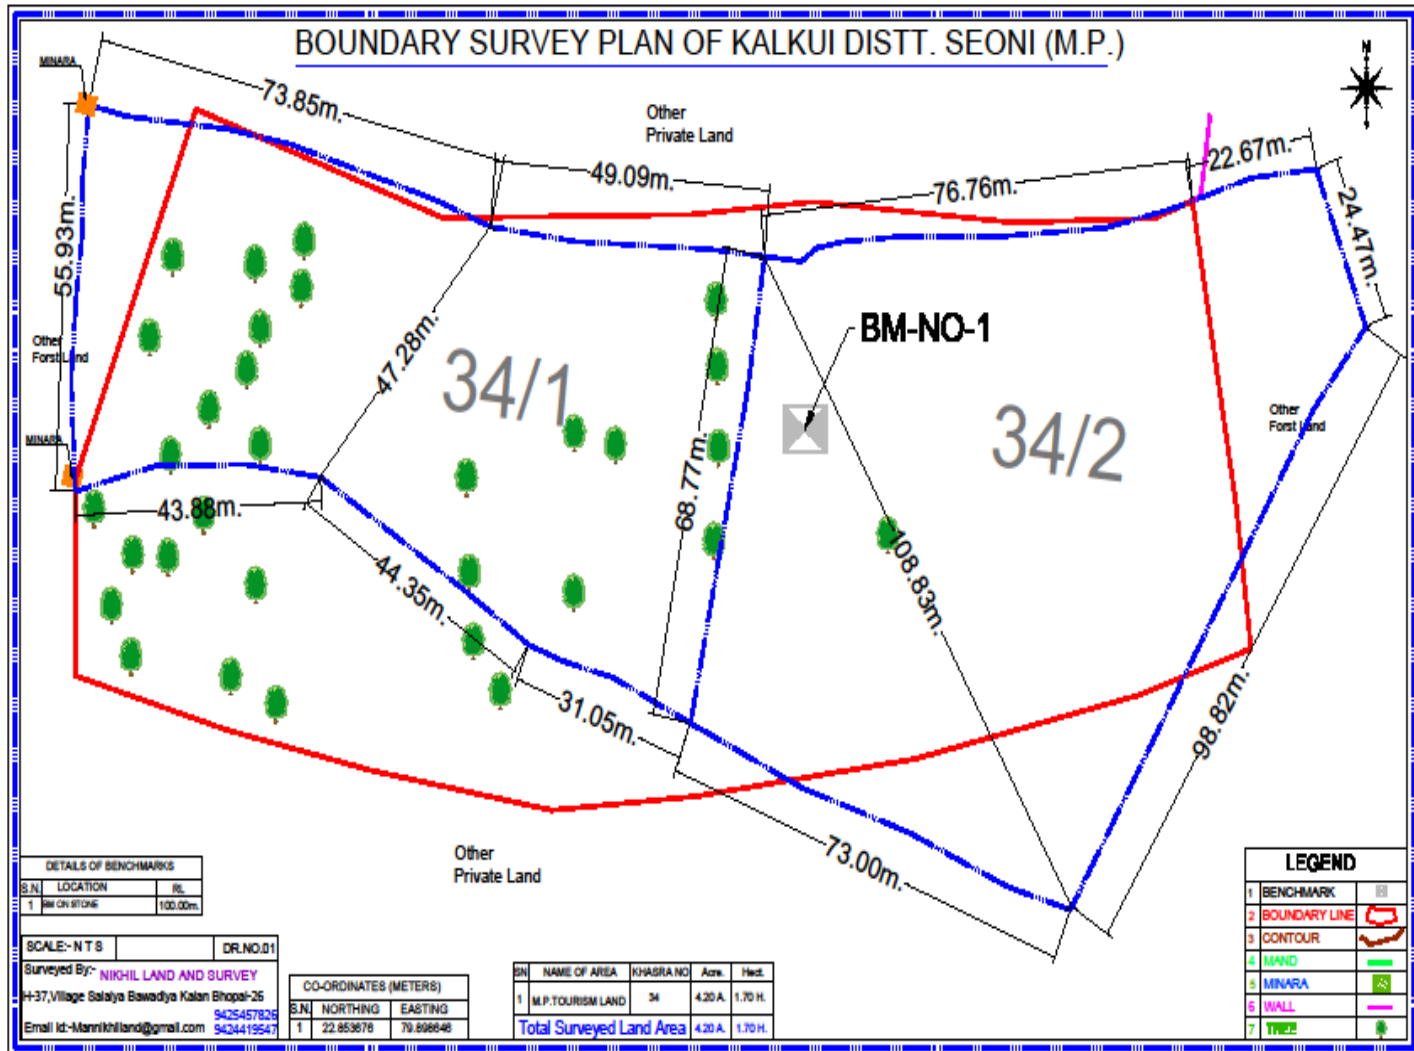 BOUNDARY SURVEY PLAN OF KALKUI DISTT. SEONI (M.P.)
N
MINARA
73.85m.
Other
Private Land
49.09m.
76.76m.
22.67m.
24.47m.
55.93m.
Other
Forst Land
47.28m.
34/1
BM-NO-1
34/2
Other
Forst Land
MINARA
43.88m.
68.77m.
108.83m.
44.35m.
31.05m.
98.82m.
73.00m.
Other
Private Land
DETAILS OF BENCHMARKS
S.N. LOCATION RL
1 BM ON STONE 100.00m.
SCALE:- N T S DR.NO.01
Surveyed By:- NIKHIL LAND AND SURVEY
H-37,Village Salaiya Bawadiya Kalan Bhopal-26
9425457826
Email Id:-Mannikhilland@gmail.com 9424419547
CO-ORDINATES (METERS)
S.N. NORTHING EASTING
1 22.853678 79.898646
SN NAME OF AREA KHASRA NO Acre. Hect.
1 M.P.TOURISM LAND 34 4.20 A. 1.70 H.
Total Surveyed Land Area 4.20 A. 1.70 H.
LEGEND
1 BENCHMARK
2 BOUNDARY LINE
3 CONTOUR
4 MAND
5 MINARA
6 WALL
7